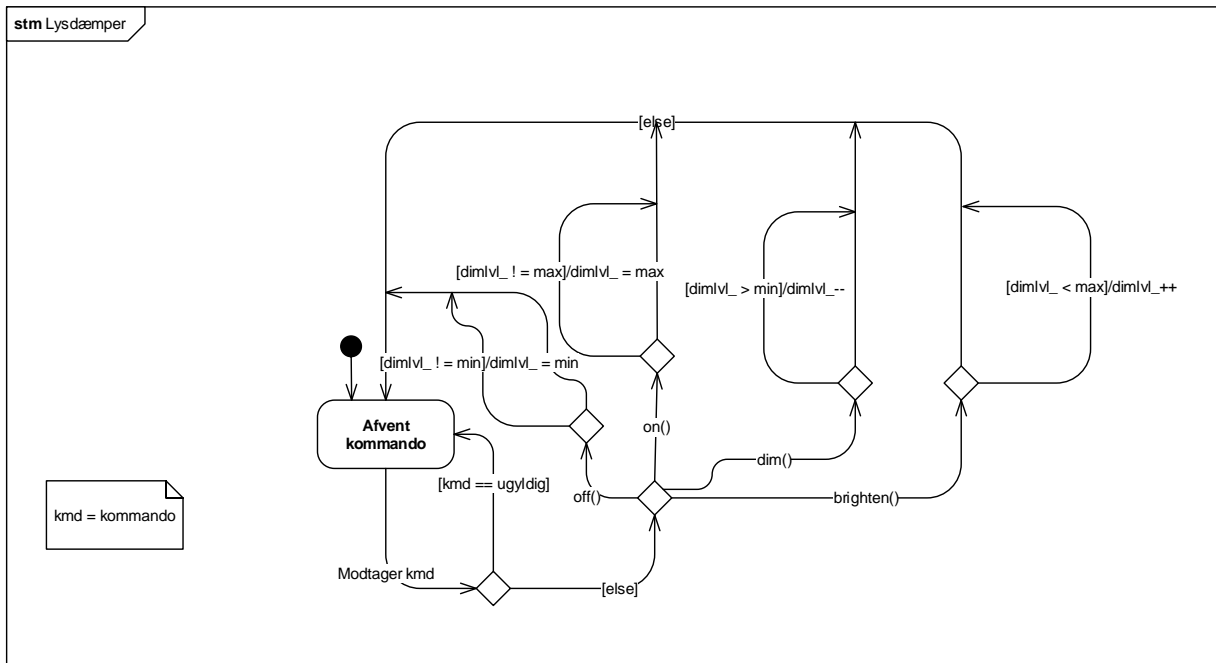 stm Lysdæmper
[else]
[dimlvl_ ! = max]/dimlvl_ = max
[dimlvl_ > min]/dimlvl_--
[dimlvl_ < max]/dimlvl_++
[dimlvl_ ! = min]/dimlvl_ = min
Afvent
kommando
on()
dim()
[kmd == ugyldig]
off()
brighten()
kmd = kommando
Modtager kmd
[else]